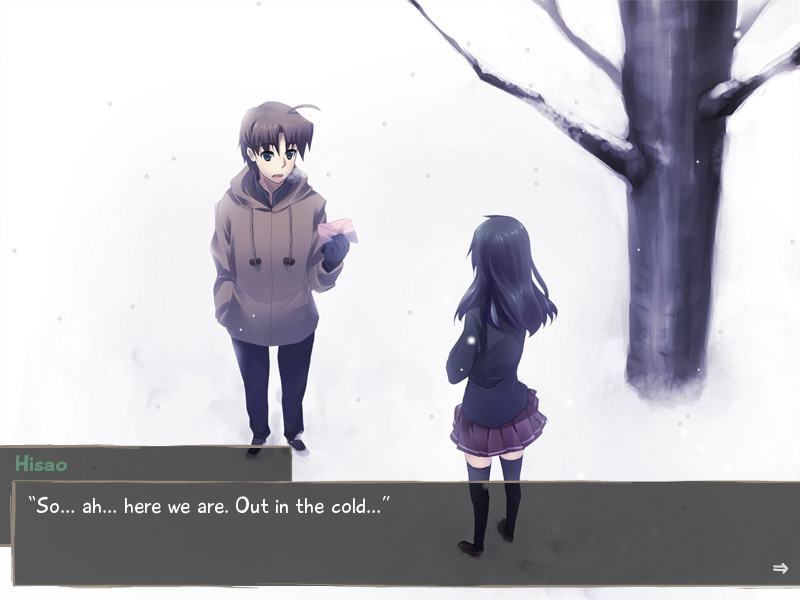 Hisao
“So... ah... here we are. Out in the cold...”